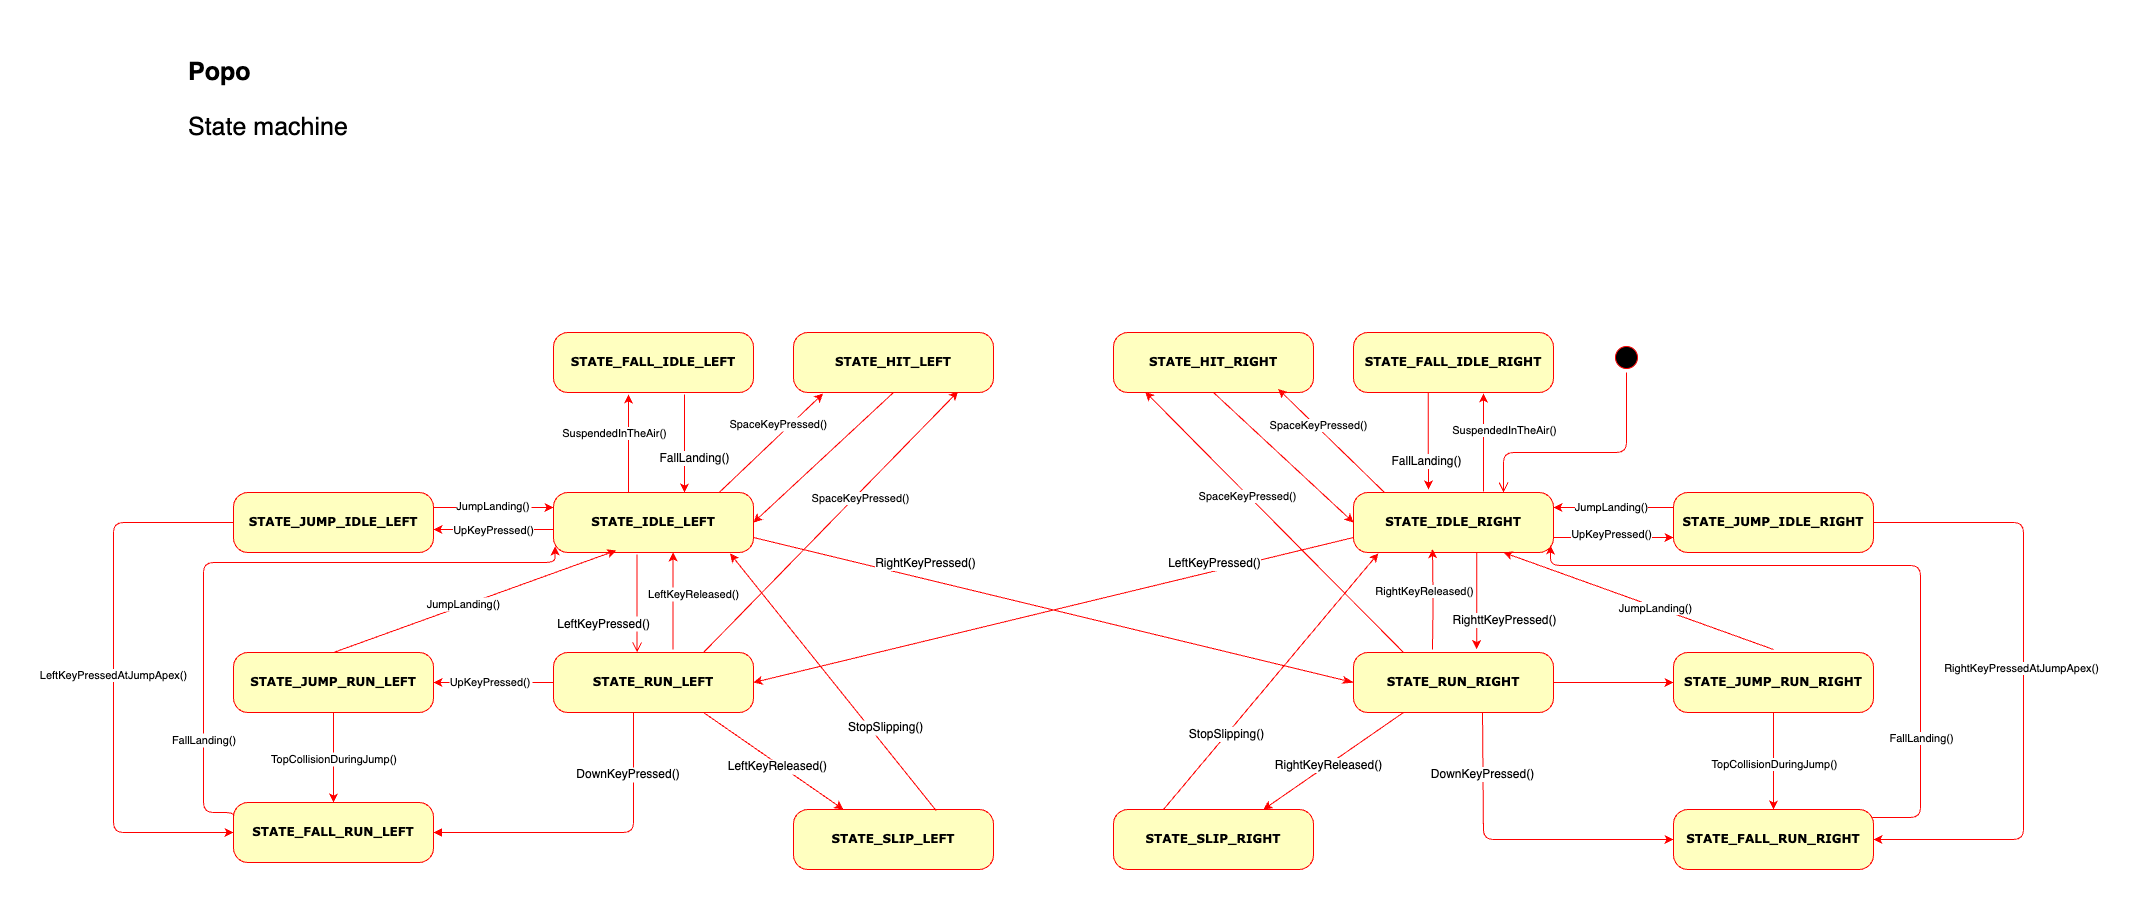 Popo
State machine
STATE_FALL_IDLE_LEFT
STATE_HIT_LEFT
STATE_HIT_RIGHT
STATE_FALL_IDLE_RIGHT
SpaceKeyPressed()
SpaceKeyPressed()
SuspendedInTheAir()
SuspendedInTheAir()
FallLanding()
FallLanding()
SpaceKeyPressed()
SpaceKeyPressed()
JumpLanding()
JumpLanding()
STATE_JUMP_IDLE_LEFT
STATE_IDLE_LEFT
STATE_IDLE_RIGHT
STATE_JUMP_IDLE_RIGHT
UpKeyPressed()
UpKeyPressed()
RightKeyPressed()
LeftKeyPressed()
LeftKeyReleased()
RightKeyReleased()
JumpLanding()
JumpLanding()
LeftKeyPressed()
RighttKeyPressed()
LeftKeyPressedAtJumpApex()
RightKeyPressedAtJumpApex()
STATE_JUMP_RUN_LEFT
UpKeyPressed()
STATE_RUN_LEFT
STATE_RUN_RIGHT
STATE_JUMP_RUN_RIGHT
StopSlipping()
StopSlipping()
FallLanding()
FallLanding()
TopCollisionDuringJump()
TopCollisionDuringJump()
DownKeyPressed()
LeftKeyReleased()
RightKeyReleased()
DownKeyPressed()
STATE_FALL_RUN_LEFT
STATE_SLIP_LEFT
STATE_SLIP_RIGHT
STATE_FALL_RUN_RIGHT